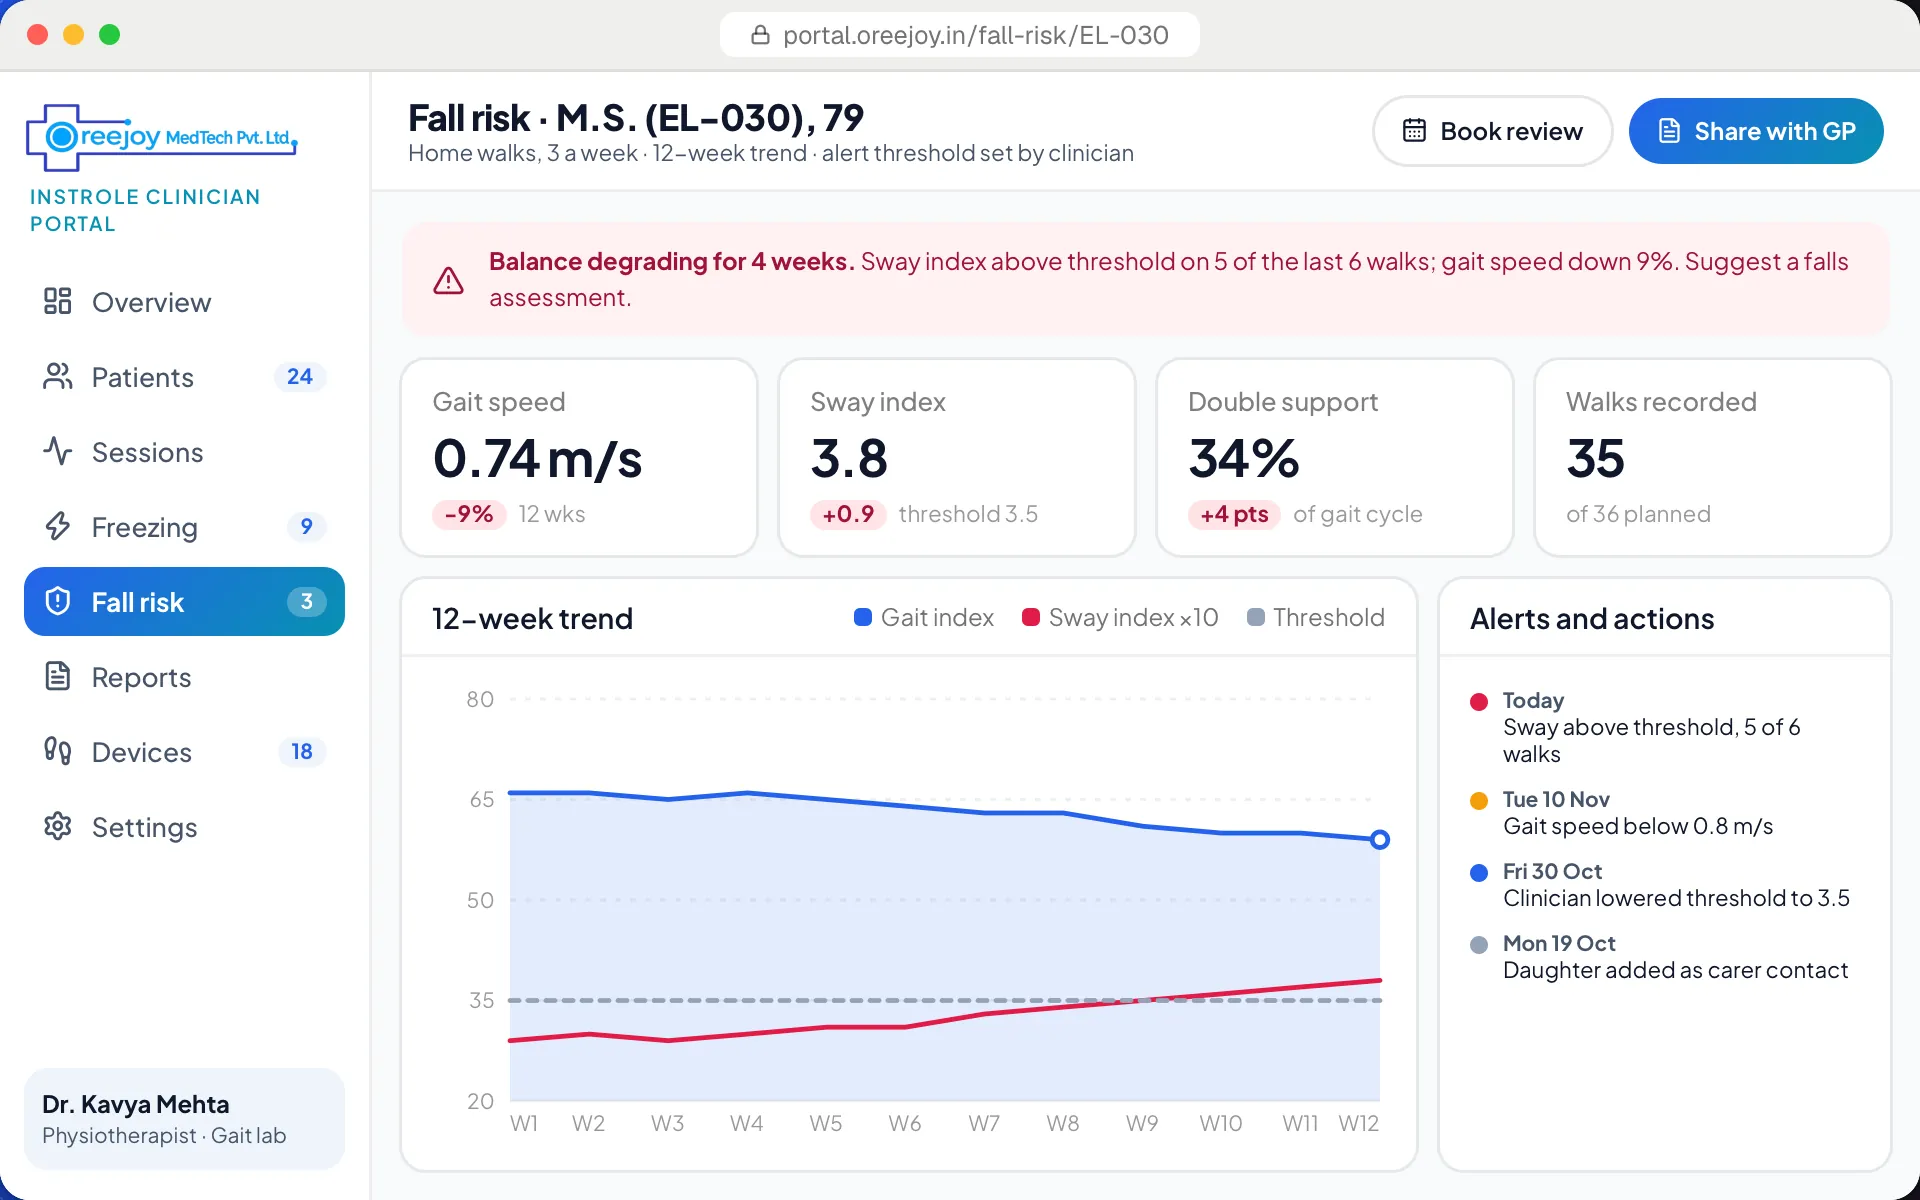 portal.oreejoy.in/fall-risk/EL-030
Oreejoy MedTech Pvt. Ltd.
INSTROLE CLINICIAN
PORTAL
Overview
Patients 24
Sessions
Freezing 9
Fall risk 3
Reports
Devices 18
Settings
Dr. Kavya Mehta
Physiotherapist · Gait lab
Fall risk · M.S. (EL-030), 79
Home walks, 3 a week · 12-week trend · alert threshold set by clinician
Book review
Share with GP
Balance degrading for 4 weeks. Sway index above threshold on 5 of the last 6 walks; gait speed down 9%. Suggest a falls
assessment.
Gait speed
0.74 m/s
-9% 12 wks
Sway index
3.8
+0.9 threshold 3.5
Double support
34%
+4 pts of gait cycle
Walks recorded
35
of 36 planned
12-week trend
Gait index Sway index ×10 Threshold
80
65
50
35
20
W1 W2 W3 W4 W5 W6 W7 W8 W9 W10 W11 W12
Alerts and actions
Today
Sway above threshold, 5 of 6
walks
Tue 10 Nov
Gait speed below 0.8 m/s
Fri 30 Oct
Clinician lowered threshold to 3.5
Mon 19 Oct
Daughter added as carer contact